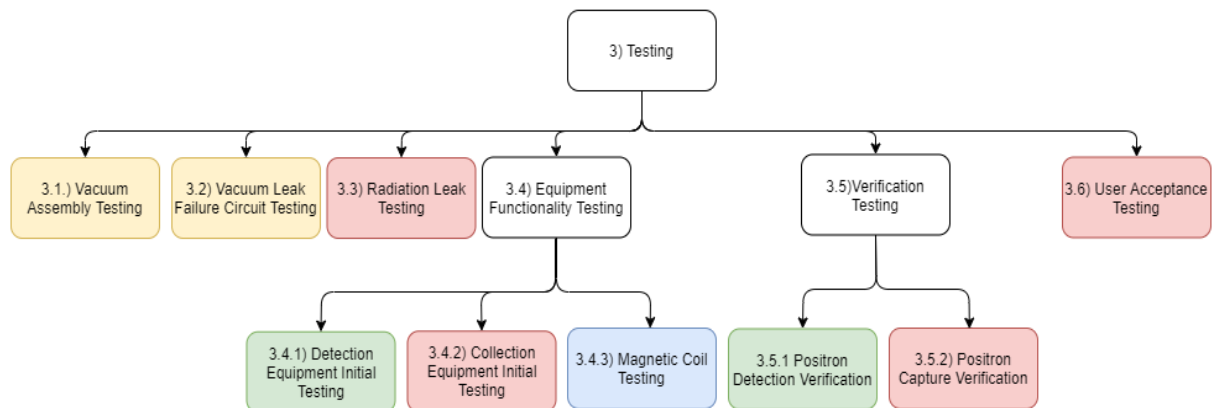 3) Testing
3.1.) Vacuum
Assembly Testing
3.2) Vacuum Leak
Failure Circuit Testing
3.3) Radiation Leak
Testing
3.4) Equipment
Functionality Testing
3.5)Verification
Testing
3.6) User Acceptance
Testing
3.4.1) Detection
Equipment Initial
Testing
3.4.2) Collection
Equipment Initial
Testing
3.4.3) Magnetic Coil
Testing
3.5.1 Positron
Detection Verification
3.5.2) Positron
Capture Verification